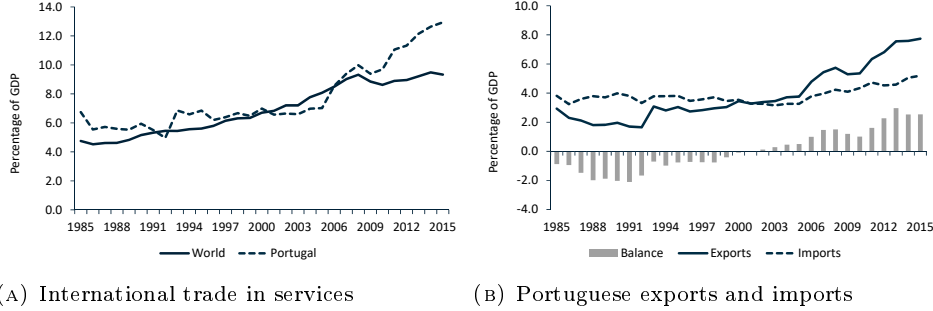 14.0
12.0
10.0
8.0
6.0
4.0
2.0
0.0
Percentage of GDP
1985 1988 1991 1994 1997 2000 2003 2006 2009 2012 2015
World Portugal
(A) International trade in services
10.0
8.0
6.0
4.0
2.0
0.0
-2.0
-4.0
Percentage of GDP
1985 1988 1991 1994 1997 2000 2003 2006 2009 2012 2015
Balance Exports Imports
(B) Portuguese exports and imports